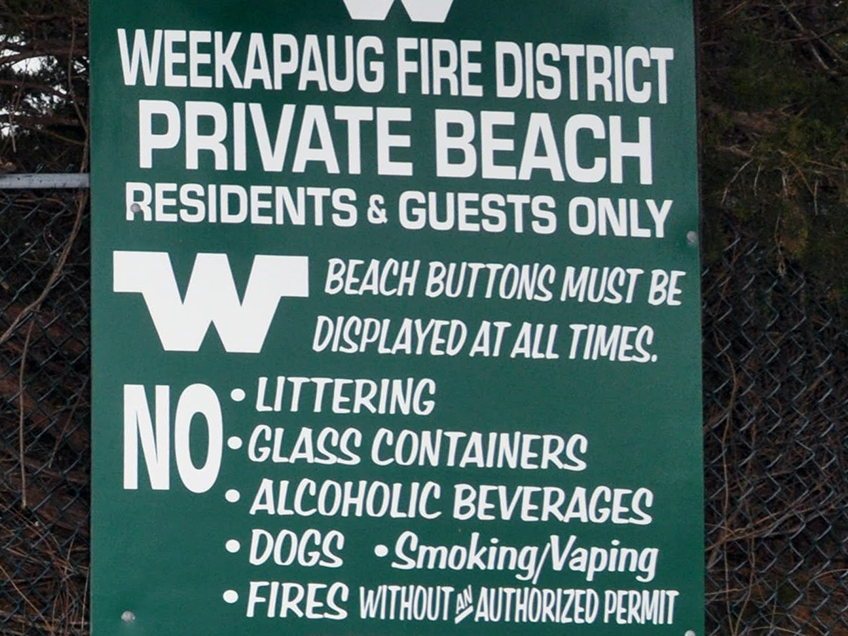 W
WEEKAPAUG FIRE DISTRICT
PRIVATE BEACH
RESIDENTS & GUESTS ONLY
W BEACH BUTTONS MUST BE
DISPLAYED AT ALL TIMES.
NO • LITTERING
• GLASS CONTAINERS
• ALCOHOLIC BEVERAGES
• DOGS • Smoking/Vaping
• FIRES WITHOUT AN AUTHORIZED PERMIT